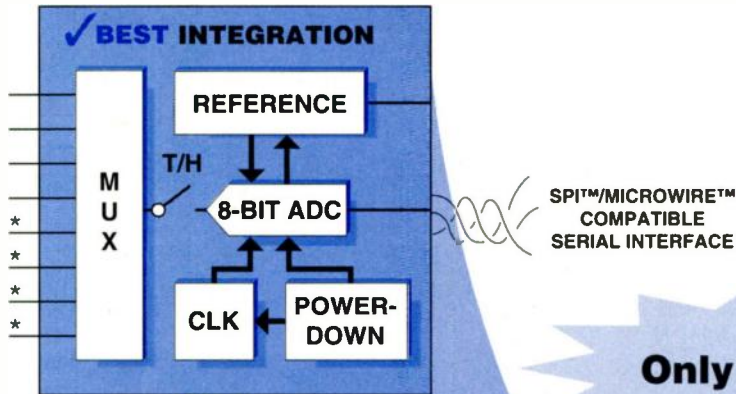 ✓BEST INTEGRATION
REFERENCE
T/H
M
U
X
8-BIT ADC
SPI™/MICROWIRE™
COMPATIBLE
SERIAL INTERFACE
*
*
*
*
CLK
POWER-
DOWN
Only